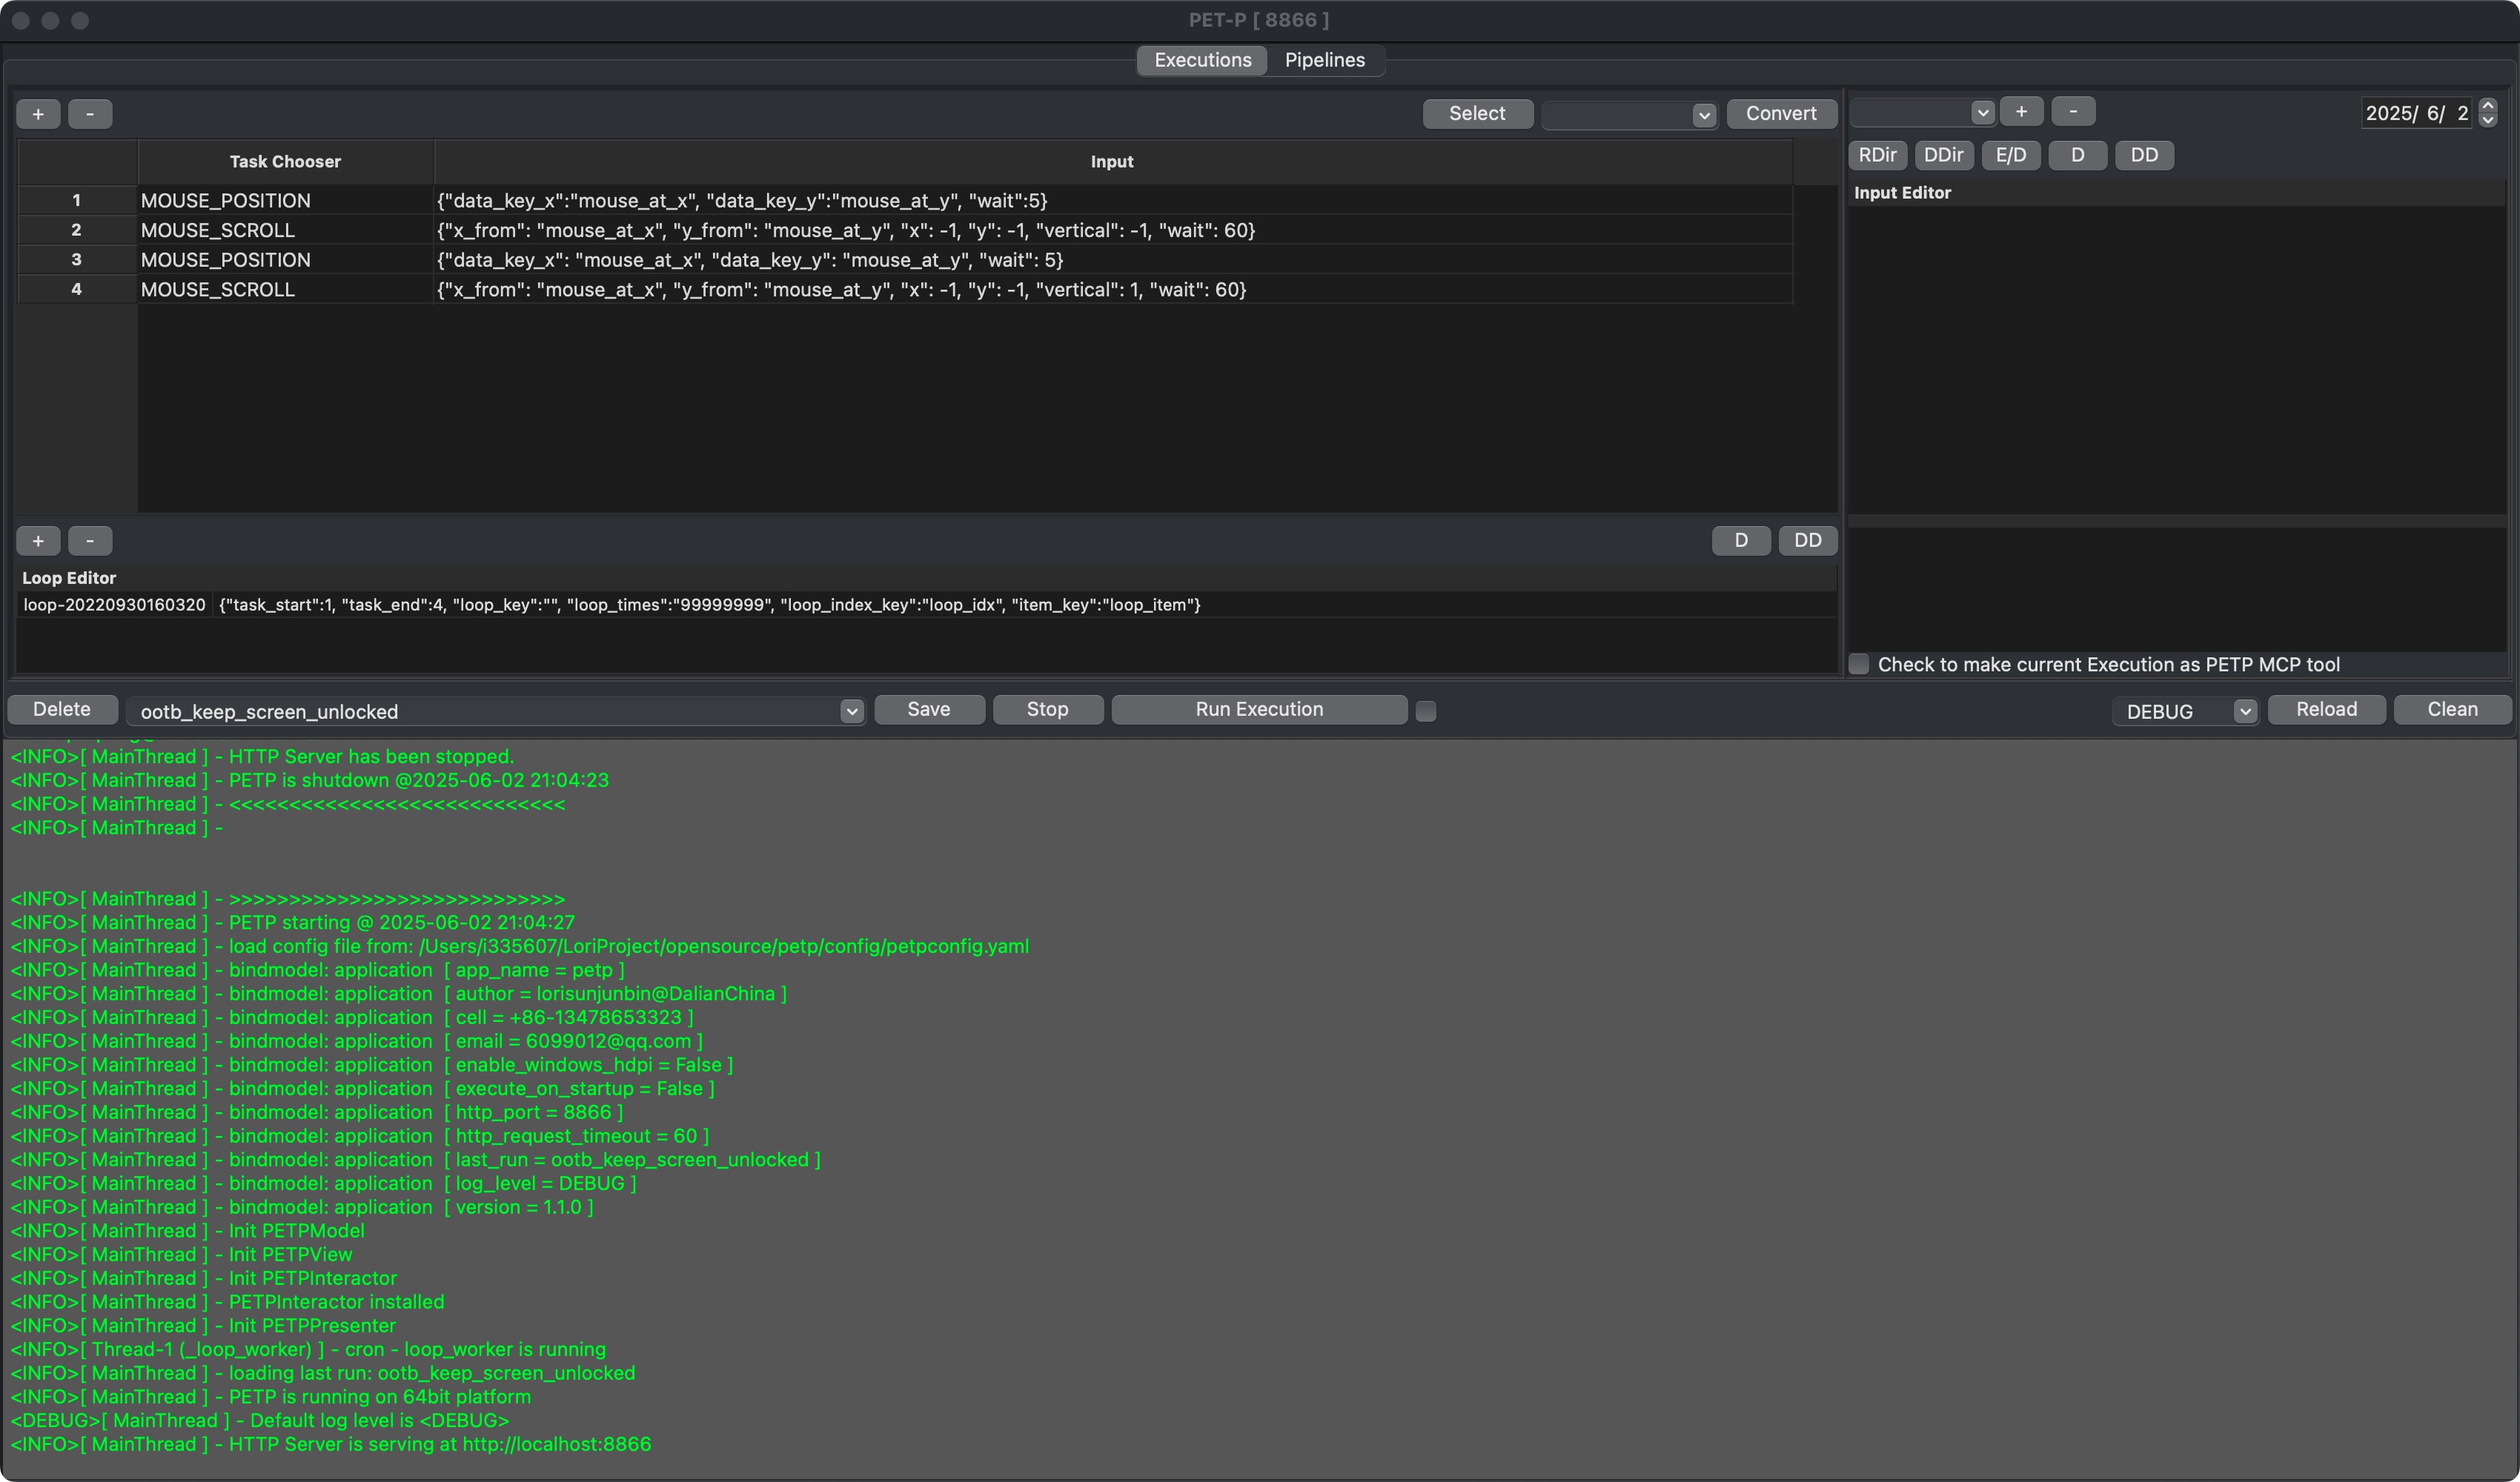 PET-P [ 8866 ]
Executions Pipelines
+ - Select Convert + - 2025/ 6/ 2
RDir DDir E/D D DD
Task Chooser Input
Input Editor
1 MOUSE_POSITION {"data_key_x":"mouse_at_x", "data_key_y":"mouse_at_y", "wait":5}
2 MOUSE_SCROLL {"x_from": "mouse_at_x", "y_from": "mouse_at_y", "x": -1, "y": -1, "vertical": -1, "wait": 60}
3 MOUSE_POSITION {"data_key_x": "mouse_at_x", "data_key_y": "mouse_at_y", "wait": 5}
4 MOUSE_SCROLL {"x_from": "mouse_at_x", "y_from": "mouse_at_y", "x": -1, "y": -1, "vertical": 1, "wait": 60}
+ - D DD
Loop Editor
loop-20220930160320 {"task_start":1, "task_end":4, "loop_key":"", "loop_times":"99999999", "loop_index_key":"loop_idx", "item_key":"loop_item"}
Check to make current Execution as PETP MCP tool
Delete ootb_keep_screen_unlocked Save Stop Run Execution DEBUG Reload Clean
<INFO>[ MainThread ] - HTTP Server has been stopped.
<INFO>[ MainThread ] - PETP is shutdown @2025-06-02 21:04:23
<INFO>[ MainThread ] - <<<<<<<<<<<<<<<<<<<<<<<<<<<<
<INFO>[ MainThread ] -
<INFO>[ MainThread ] - >>>>>>>>>>>>>>>>>>>>>>>>>>>>
<INFO>[ MainThread ] - PETP starting @ 2025-06-02 21:04:27
<INFO>[ MainThread ] - load config file from: /Users/i335607/LoriProject/opensource/petp/config/petpconfig.yaml
<INFO>[ MainThread ] - bindmodel: application [ app_name = petp ]
<INFO>[ MainThread ] - bindmodel: application [ author = lorisunjunbin@DalianChina ]
<INFO>[ MainThread ] - bindmodel: application [ cell = +86-13478653323 ]
<INFO>[ MainThread ] - bindmodel: application [ email = 6099012@qq.com ]
<INFO>[ MainThread ] - bindmodel: application [ enable_windows_hdpi = False ]
<INFO>[ MainThread ] - bindmodel: application [ execute_on_startup = False ]
<INFO>[ MainThread ] - bindmodel: application [ http_port = 8866 ]
<INFO>[ MainThread ] - bindmodel: application [ http_request_timeout = 60 ]
<INFO>[ MainThread ] - bindmodel: application [ last_run = ootb_keep_screen_unlocked ]
<INFO>[ MainThread ] - bindmodel: application [ log_level = DEBUG ]
<INFO>[ MainThread ] - bindmodel: application [ version = 1.1.0 ]
<INFO>[ MainThread ] - Init PETPModel
<INFO>[ MainThread ] - Init PETPView
<INFO>[ MainThread ] - Init PETPInteractor
<INFO>[ MainThread ] - PETPInteractor installed
<INFO>[ MainThread ] - Init PETPPresenter
<INFO>[ Thread-1 (_loop_worker) ] - cron - loop_worker is running
<INFO>[ MainThread ] - loading last run: ootb_keep_screen_unlocked
<INFO>[ MainThread ] - PETP is running on 64bit platform
<DEBUG>[ MainThread ] - Default log level is <DEBUG>
<INFO>[ MainThread ] - HTTP Server is serving at http://localhost:8866